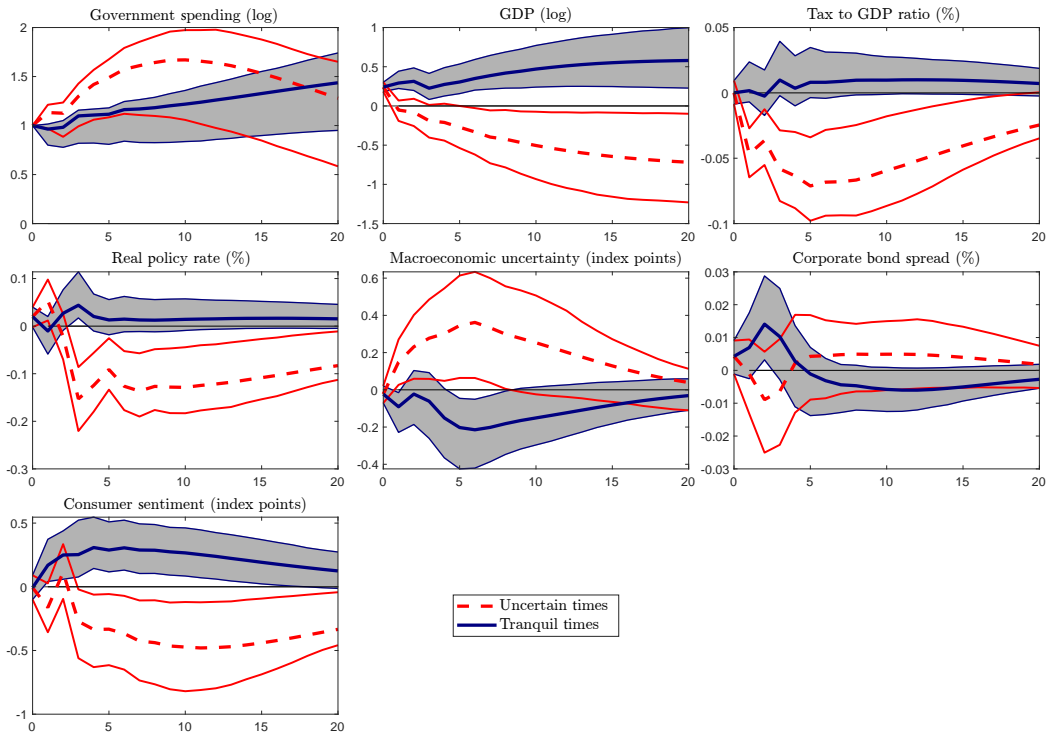 Government spending (log)
2
1.5
1
0.5
0
0 5 10 15 20
GDP (log)
1
0.5
0
-0.5
-1
-1.5
0 5 10 15 20
Tax to GDP ratio (%)
0.05
0
-0.05
-0.1
0 5 10 15 20
Real policy rate (%)
0.1
0
-0.1
-0.2
-0.3
0 5 10 15 20
Macroeconomic uncertainty (index points)
0.6
0.4
0.2
0
-0.2
-0.4
0 5 10 15 20
Corporate bond spread (%)
0.03
0.02
0.01
0
-0.01
-0.02
-0.03
0 5 10 15 20
Consumer sentiment (index points)
0.5
0
-0.5
-1
0 5 10 15 20
Uncertain times
Tranquil times